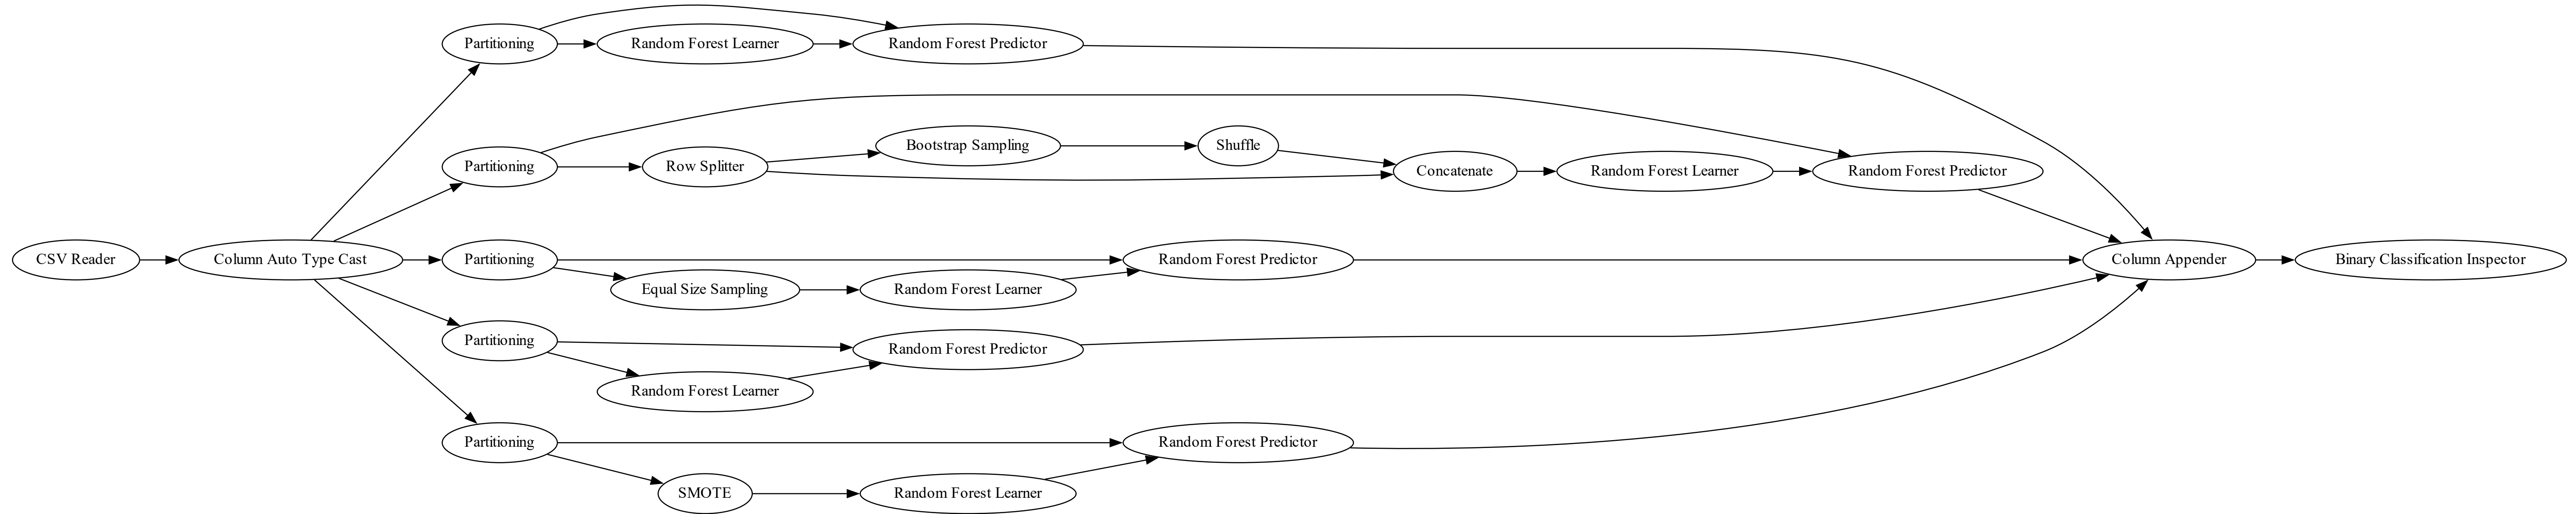 CSV Reader
Column Auto Type Cast
Partitioning
Random Forest Learner
Random Forest Predictor
Partitioning
Row Splitter
Bootstrap Sampling
Shuffle
Concatenate
Random Forest Learner
Random Forest Predictor
Partitioning
Equal Size Sampling
Random Forest Learner
Random Forest Predictor
Partitioning
Random Forest Learner
Random Forest Predictor
Partitioning
SMOTE
Random Forest Learner
Random Forest Predictor
Column Appender
Binary Classification Inspector